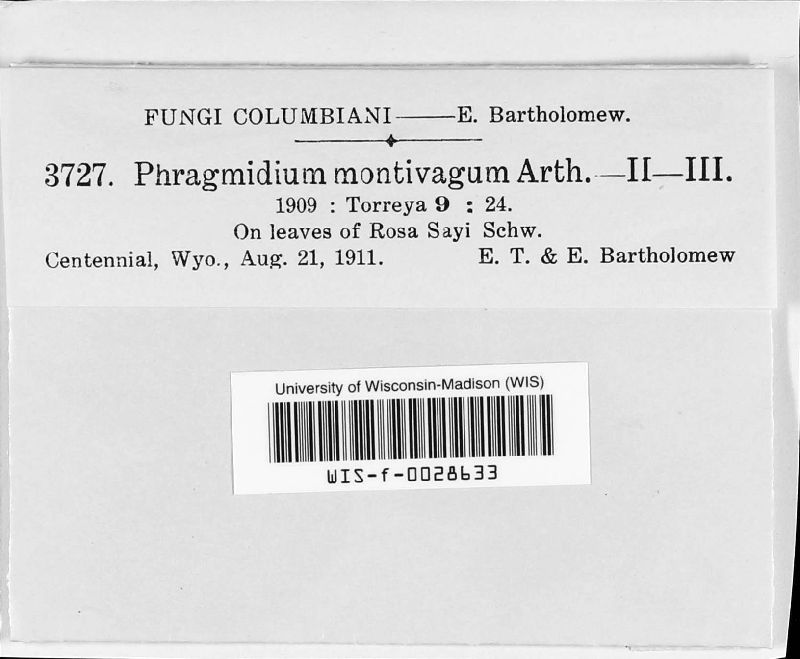 FUNGI COLUMBIANI——E. Bartholomew.
3727. Phragmidium montivagum Arth.—II—III.
1909 : Torreya 9 : 24.
On leaves of Rosa Sayi Schw.
Centennial, Wyo., Aug. 21, 1911. E. T. & E. Bartholomew
University of Wisconsin-Madison (WIS)
WIS-f-0028633